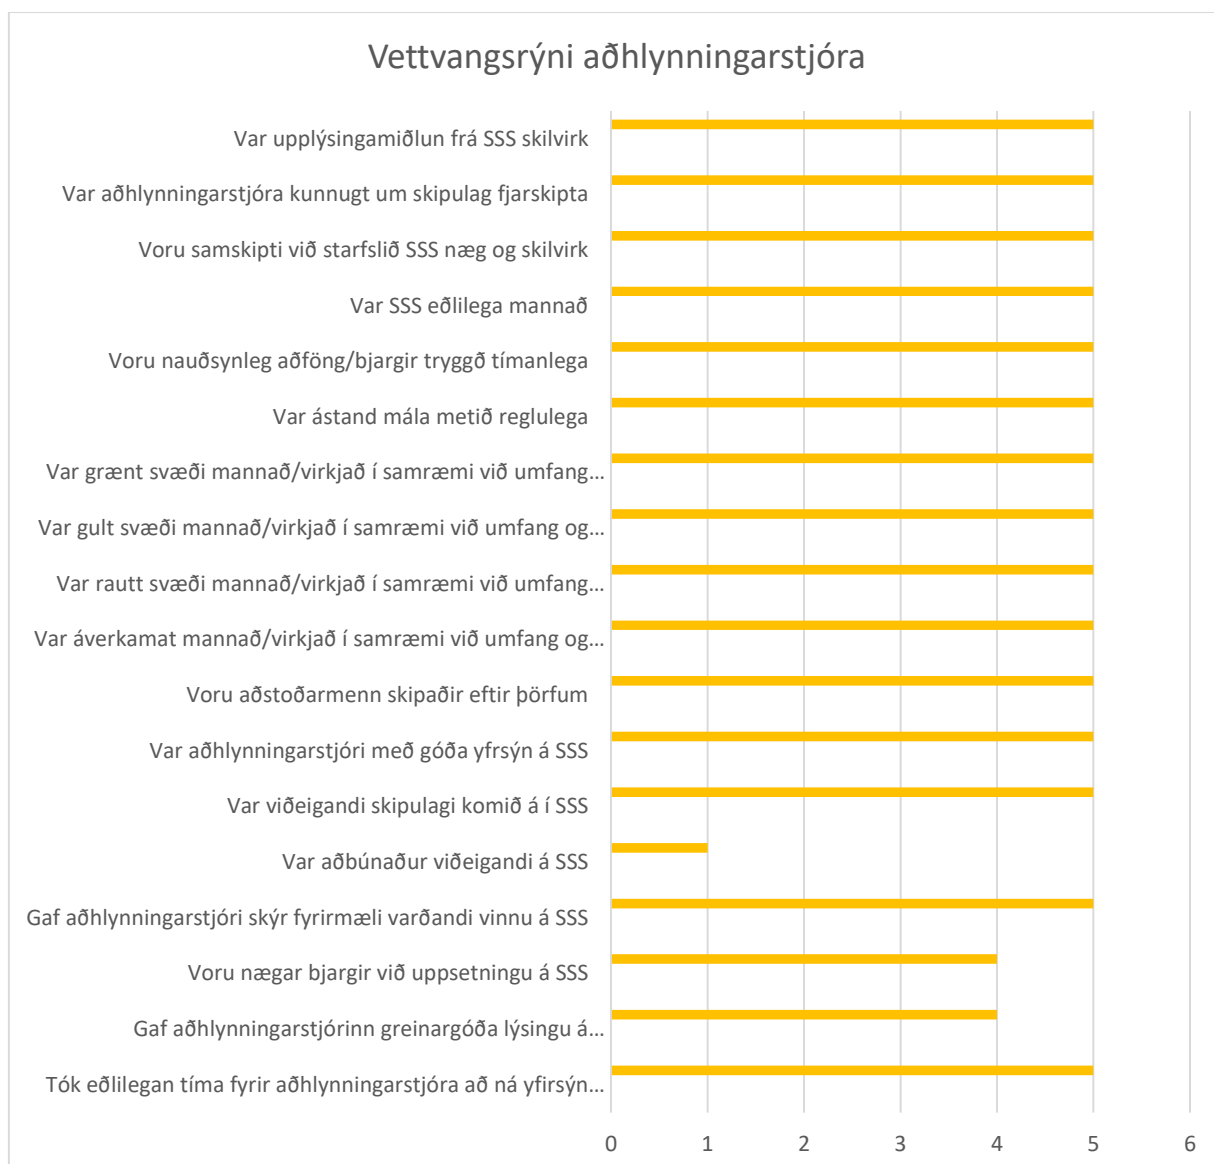 Vettvangsrýni aðhlynningarstjóra
Var upplýsingamiðlun frá SSS skilvirk
Var aðhlynningarstjóra kunnugt um skipulag fjarskipta
Voru samskipti við starfslið SSS næg og skilvirk
Var SSS eðlilega mannað
Voru nauðsynleg aðföng/bjargir tryggð tímanlega
Var ástand mála metið reglulega
Var grænt svæði mannað/virkjað í samræmi við umfang...
Var gult svæði mannað/virkjað í samræmi við umfang og...
Var rautt svæði mannað/virkjað í samræmi við umfang...
Var áverkamat mannað/virkjað í samræmi við umfang og...
Voru aðstoðarmenn skipaðir eftir þörfum
Var aðhlynningarstjóri með góða yfrsýn á SSS
Var viðeigandi skipulagi komið á í SSS
Var aðbúnaður viðeigandi á SSS
Gaf aðhlynningarstjóri skýr fyrirmæli varðandi vinnu á SSS
Voru nægar bjargir við uppsetningu á SSS
Gaf aðhlynningarstjórinn greinargóða lýsingu á...
Tók eðlilegan tíma fyrir aðhlynningarstjóra að ná yfirsýn...
0 1 2 3 4 5 6